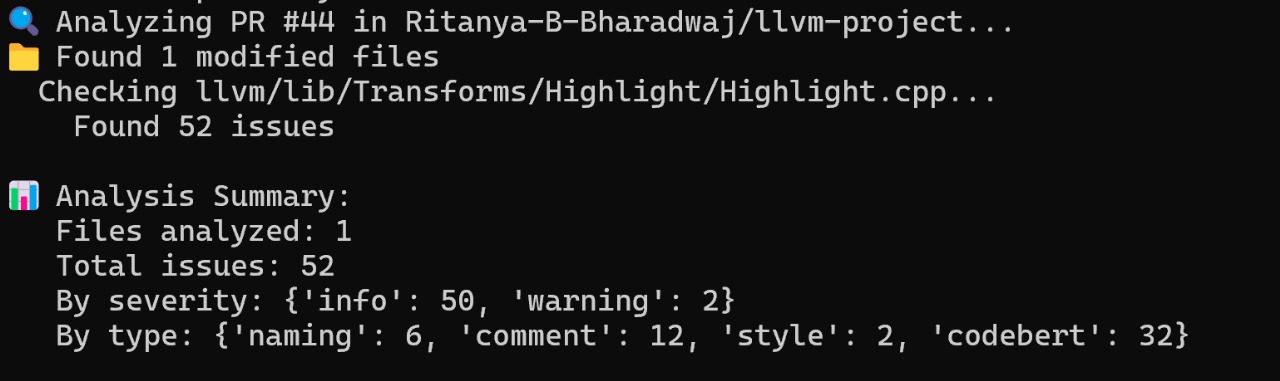 Analyzing PR #44 in Ritanya-B-Bharadwaj/llvm-project...
Found 1 modified files
Checking llvm/lib/Transforms/Highlight/Highlight.cpp...
Found 52 issues
Analysis Summary:
Files analyzed: 1
Total issues: 52
By severity: {'info': 50, 'warning': 2}
By type: {'naming': 6, 'comment': 12, 'style': 2, 'codebert': 32}